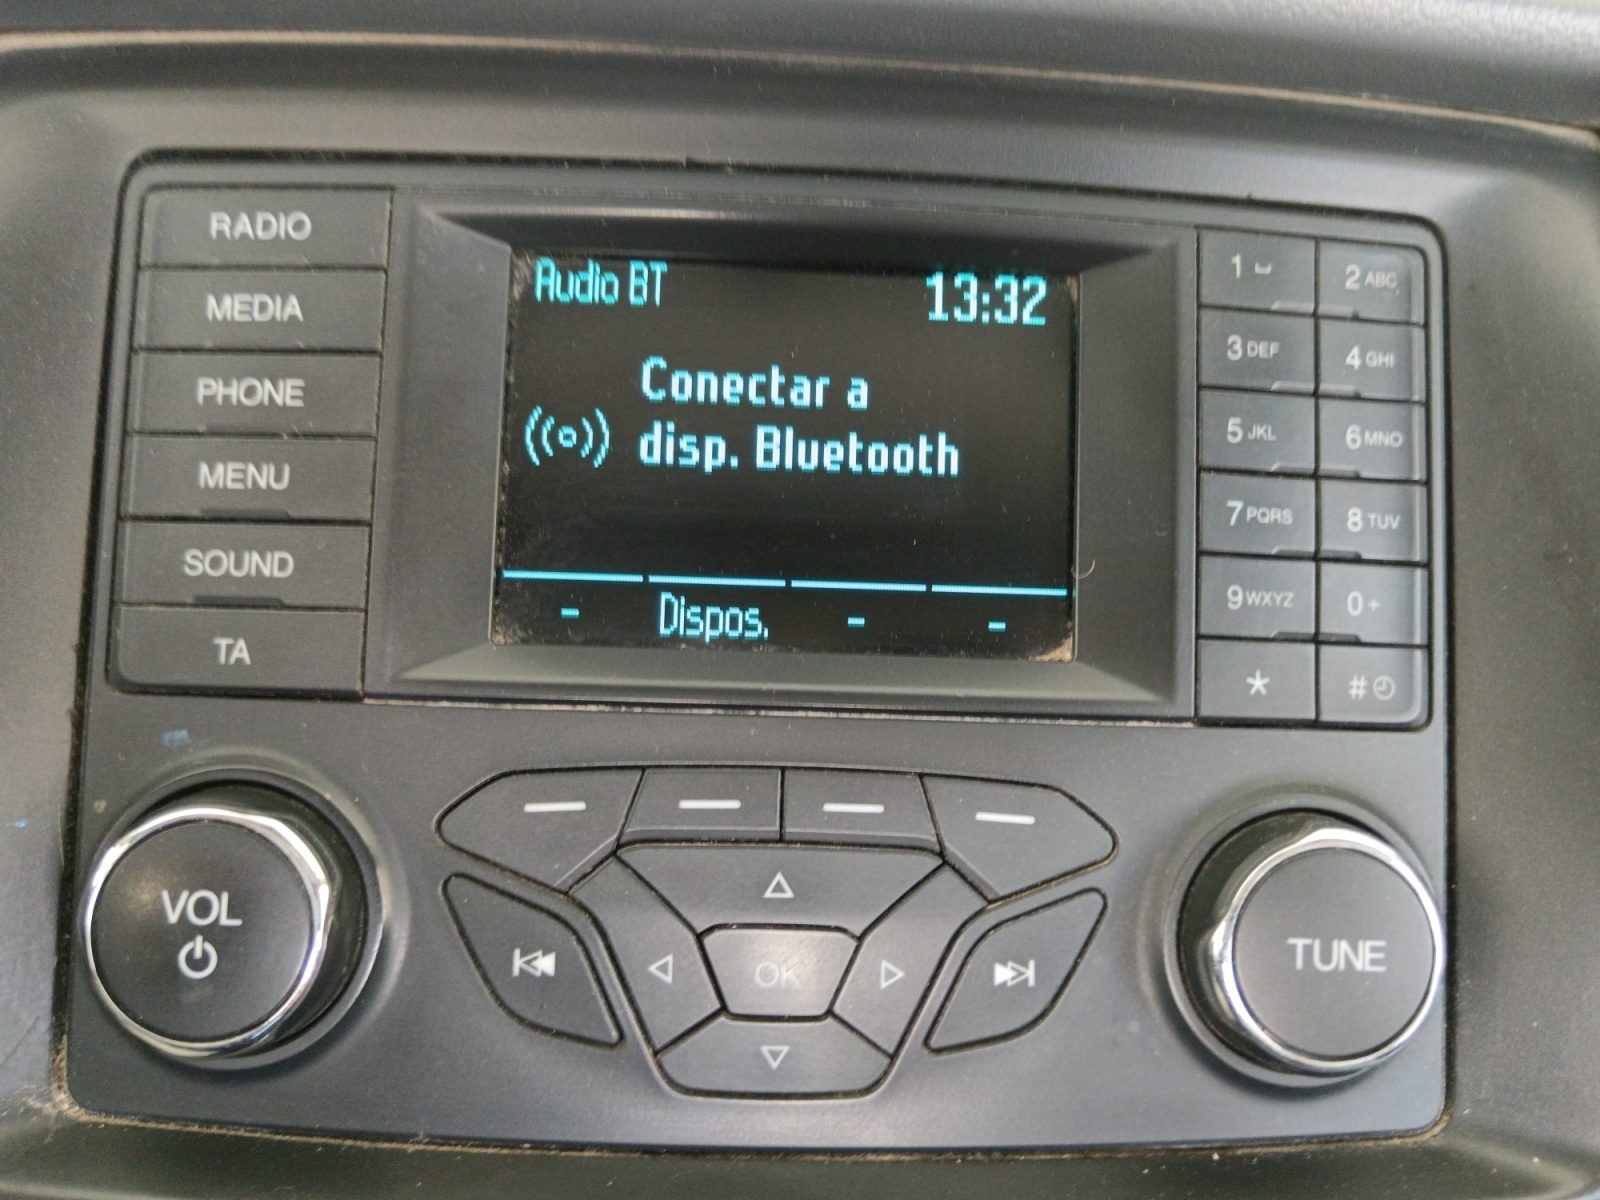 RADIO
MEDIA
PHONE
MENU
SOUND
TA
Audio BT 13:32
Conectar a
disp. Bluetooth
- Dispos. - -
1 ⌴ 2 ABC
3 DEF 4 GHI
5 JKL 6 MNO
7 PQRS 8 TUV
9 WXYZ 0 +
* #
VOL
OK
TUNE